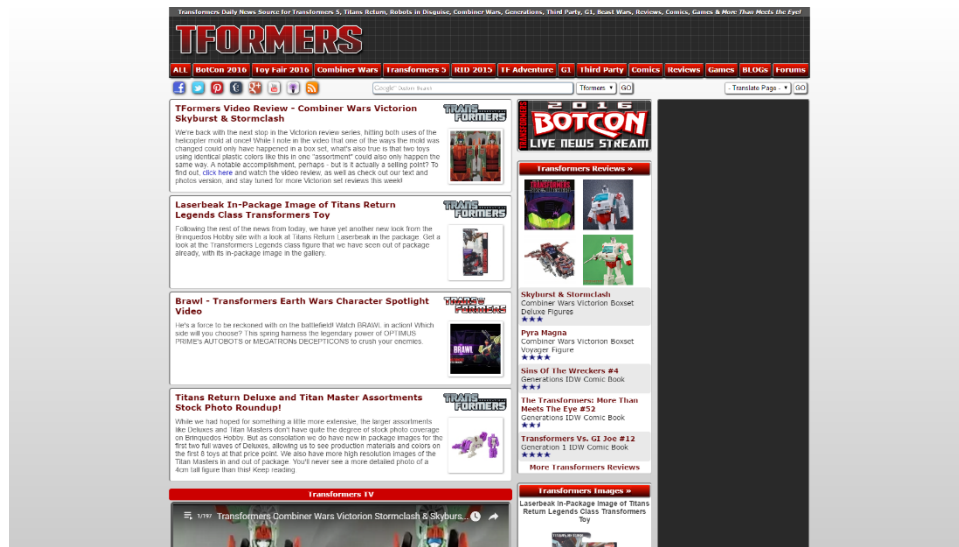 Transformers Daily News Source for Transformers 5, Titans Return, Robots in Disguise, Combiner Wars, Generations, Third Party, G1, Beast Wars, Reviews, Comics, Games & More Than Meets the Eye!
TFORMERS
ALL BotCon 2016 Toy Fair 2016 Combiner Wars Transformers 5 RID 2015 TF Adventure G1 Third Party Comics Reviews Games BLOGs Forums
Tformers GO
- Translate Page - GO
TFormers Video Review - Combiner Wars Victorion
Skyburst & Stormclash
TRANSFORMERS
We're back with the next stop in the Victorion review series, hitting both uses of the
helicopter mold at once! While I note in the video that one of the ways the mold was
changed could only have happened in a box set, what's also true is that two toys
using identical plastic colors like this in one "assortment" could also only happen the
same way. A notable accomplishment, perhaps - but is it actually a selling point? To
find out, click here and watch the video review, as well as check out our text and
photos version, and stay tuned for more Victorion set reviews this week!
Laserbeak In-Package Image of Titans Return
Legends Class Transformers Toy
TRANSFORMERS
Following the rest of the news from today, we have yet another new look from the
Brinquedos Hobby site with a look at Titans Return Laserbeak in the package. Get a
look at the Transformers Legends class figure that we have seen out of package
already, with its in-package image in the gallery.
Brawl - Transformers Earth Wars Character Spotlight
Video
TRANSFORMERS
He's a force to be reckoned with on the battlefield! Watch BRAWL in action! Which
side will you choose? This spring harness the legendary power of OPTIMUS
PRIME's AUTOBOTS or MEGATRONs DECEPTICONS to crush your enemies.
BRAWL
Titans Return Deluxe and Titan Master Assortments
Stock Photo Roundup!
TRANSFORMERS
While we had hoped for something a little more extensive, the larger assortments
like Deluxes and Titan Masters don't have quite the degree of stock photo coverage
on Brinquedos Hobby. But as consolation we do have new in package images for the
first two full waves of Deluxes, allowing us to see production materials and colors on
the first 8 toys at that price point. We also have more high resolution images of the
Titan Masters in and out of package. You'll never see a more detailed photo of a
4cm tall figure than this! Keep reading
Transformers TV
1/197 Transformers Combiner Wars Victorion Stormclash & Skyburs...
TRANSFORMERS
2016
BOTCON
LIVE NEWS STREAM
Transformers Reviews »
Skyburst & Stormclash
Combiner Wars Victorion Boxset
Deluxe Figures
Pyra Magna
Combiner Wars Victorion Boxset
Voyager Figure
Sins Of The Wreckers #4
Generations IDW Comic Book
The Transformers: More Than
Meets The Eye #52
Generations IDW Comic Book
Transformers Vs. GI Joe #12
Generation 1 IDW Comic Book
More Transformers Reviews
Transformers Images »
Laserbeak In-Package Image of Titans
Return Legends Class Transformers
Toy